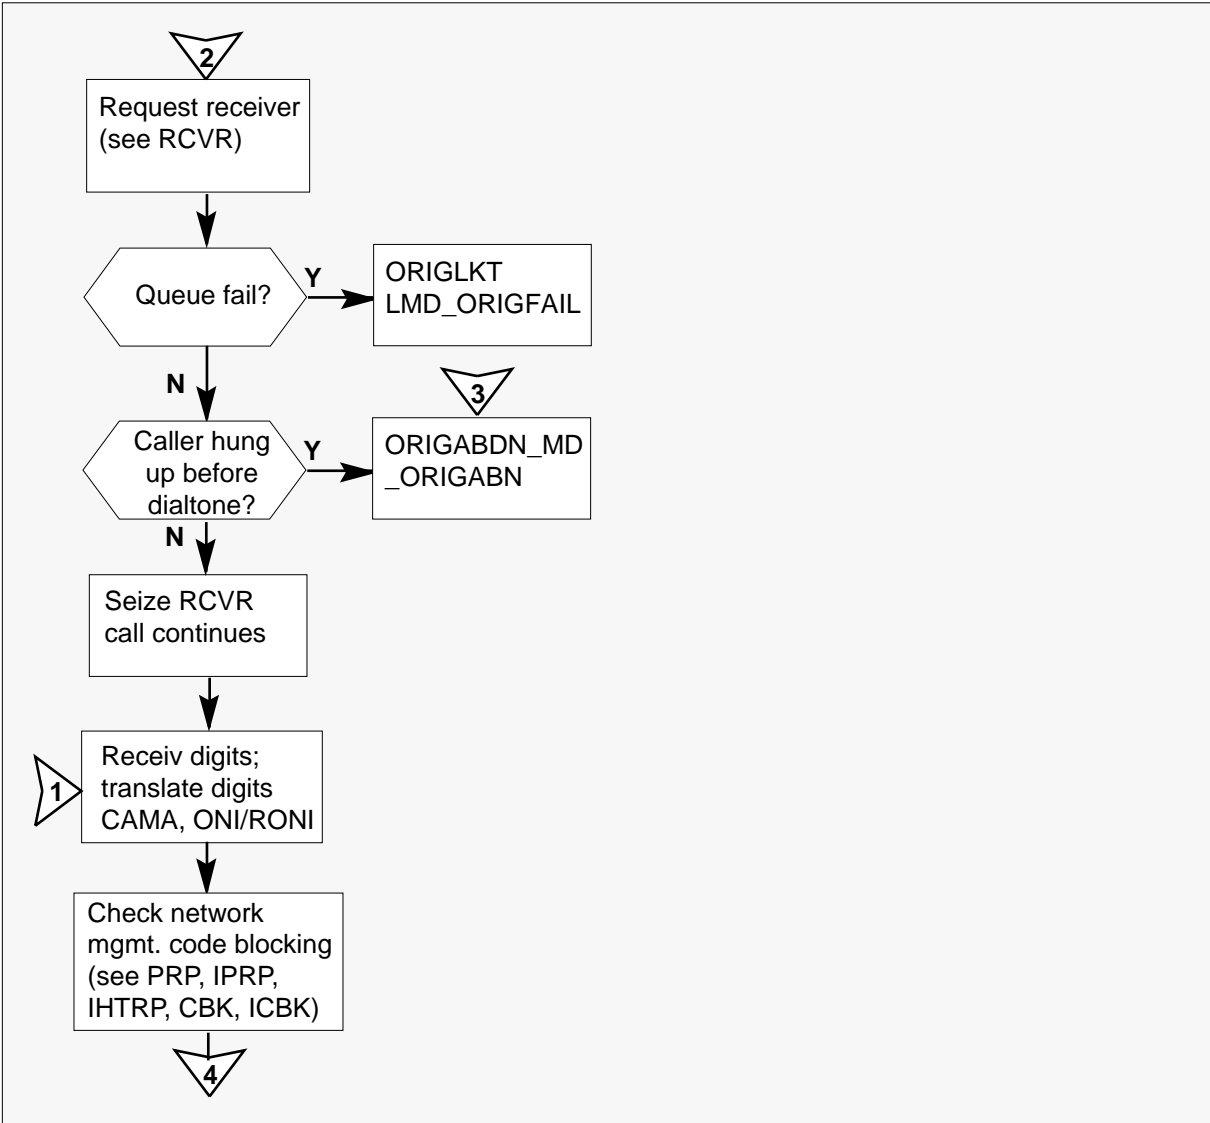 2
Request receiver
(see RCVR)
Queue fail?
Y
ORIGLKT
LMD_ORIGFAIL
N
3
Caller hung
up before
dialtone?
Y
ORIGABDN_MD
_ORIGABN
N
Seize RCVR
call continues
1
Receiv digits;
translate digits
CAMA, ONI/RONI
Check network
mgmt. code blocking
(see PRP, IPRP,
IHTRP, CBK, ICBK)
4